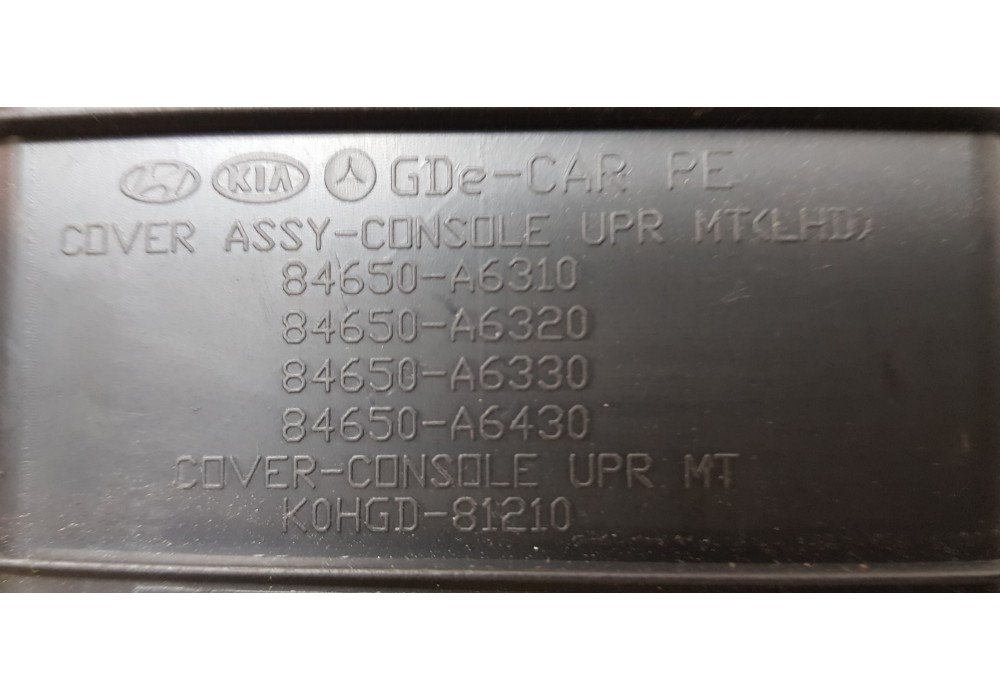 KIA GDe-CAR PE
COVER ASSY-CONSOLE UPR MT(LHD)
84650-A6310
84650-A6320
84650-A6330
84650-A6430
COVER-CONSOLE UPR MT
K0HGD-81210